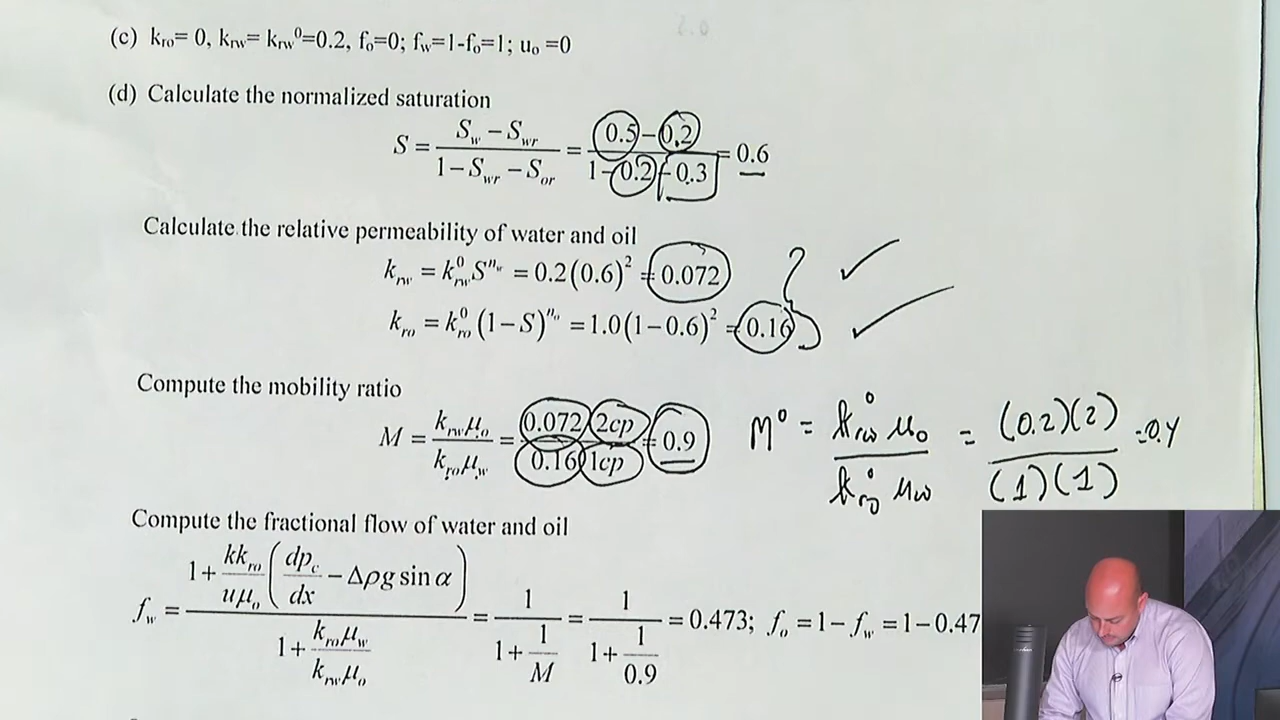 (c) kro= 0, krw= krw⁰=0.2, fo=0; fw=1-fo=1; uo =0
(d) Calculate the normalized saturation
S = (Sw − Swr)/(1 − Swr − Sor) = (0.5 − 0.2)/(1 − 0.2 − 0.3) = 0.6
Calculate the relative permeability of water and oil
krw = k⁰rw S^nw = 0.2(0.6)² = 0.072
kro = k⁰ro (1 − S)^no = 1.0(1 − 0.6)² = 0.16
Compute the mobility ratio
M = (krw μo)/(kro μw) = (0.072 2cp)/(0.16 1cp) = 0.9
M° = (k°rw μo)/(k°ro μw) = (0.2)(2)/(1)(1) = 0.4
Compute the fractional flow of water and oil
fw = (1 + (kkro/uμo)(dpc/dx − Δρg sin α))/(1 + (kro μw)/(krw μo)) = 1/(1 + 1/M) = 1/(1 + 1/0.9) = 0.473; fo = 1 − fw = 1 − 0.47